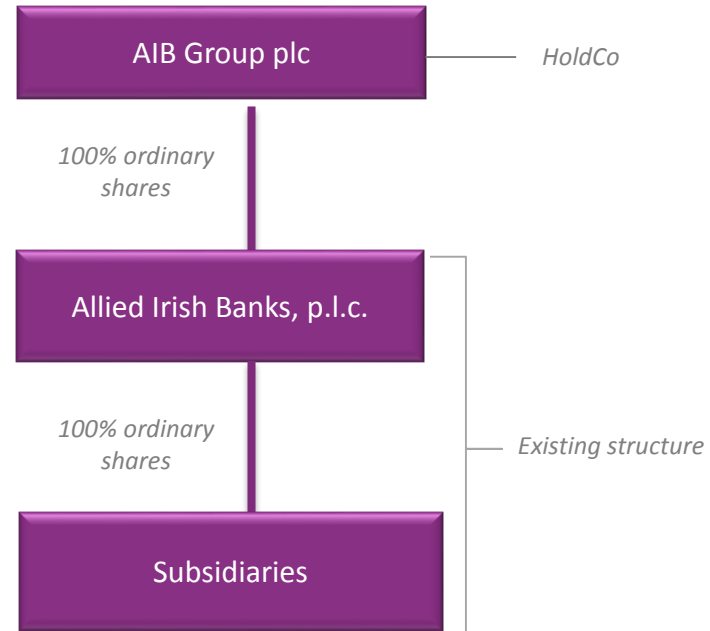 AIB Group plc
HoldCo
100% ordinary
shares
Allied Irish Banks, p.l.c.
100% ordinary
shares
Existing structure
Subsidiaries